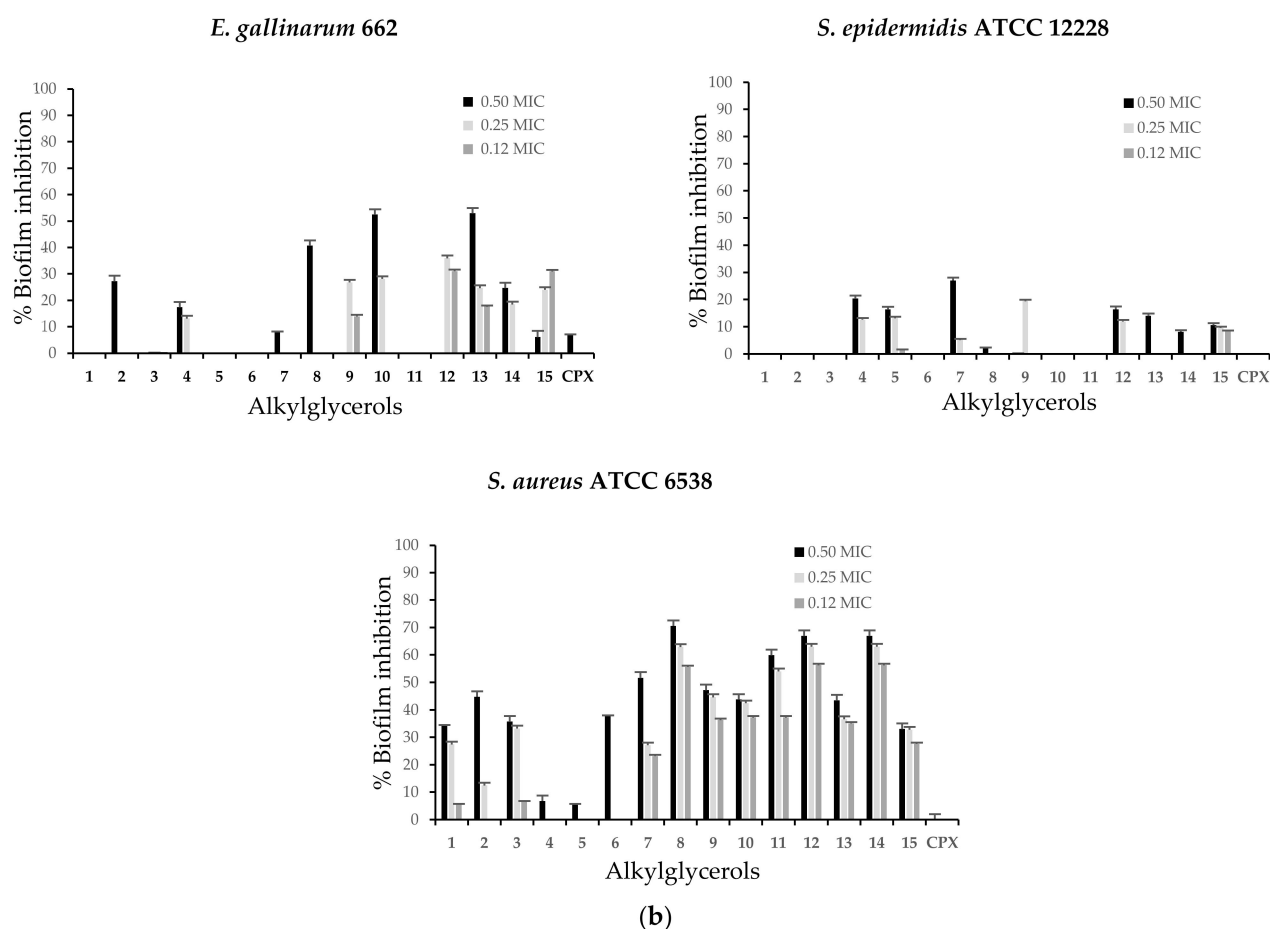 E. gallinarum 662
100
90
80
70
60
50
40
30
20
10
0
% Biofilm inhibition
0.50 MIC
0.25 MIC
0.12 MIC
1 2 3 4 5 6 7 8 9 10 11 12 13 14 15 CPX
Alkylglycerols
S. epidermidis ATCC 12228
100
90
80
70
60
50
40
30
20
10
0
% Biofilm inhibition
0.50 MIC
0.25 MIC
0.12 MIC
1 2 3 4 5 6 7 8 9 10 11 12 13 14 15 CPX
Alkylglycerols
S. aureus ATCC 6538
100
90
80
70
60
50
40
30
20
10
0
% Biofilm inhibition
0.50 MIC
0.25 MIC
0.12 MIC
1 2 3 4 5 6 7 8 9 10 11 12 13 14 15 CPX
Alkylglycerols
(b)